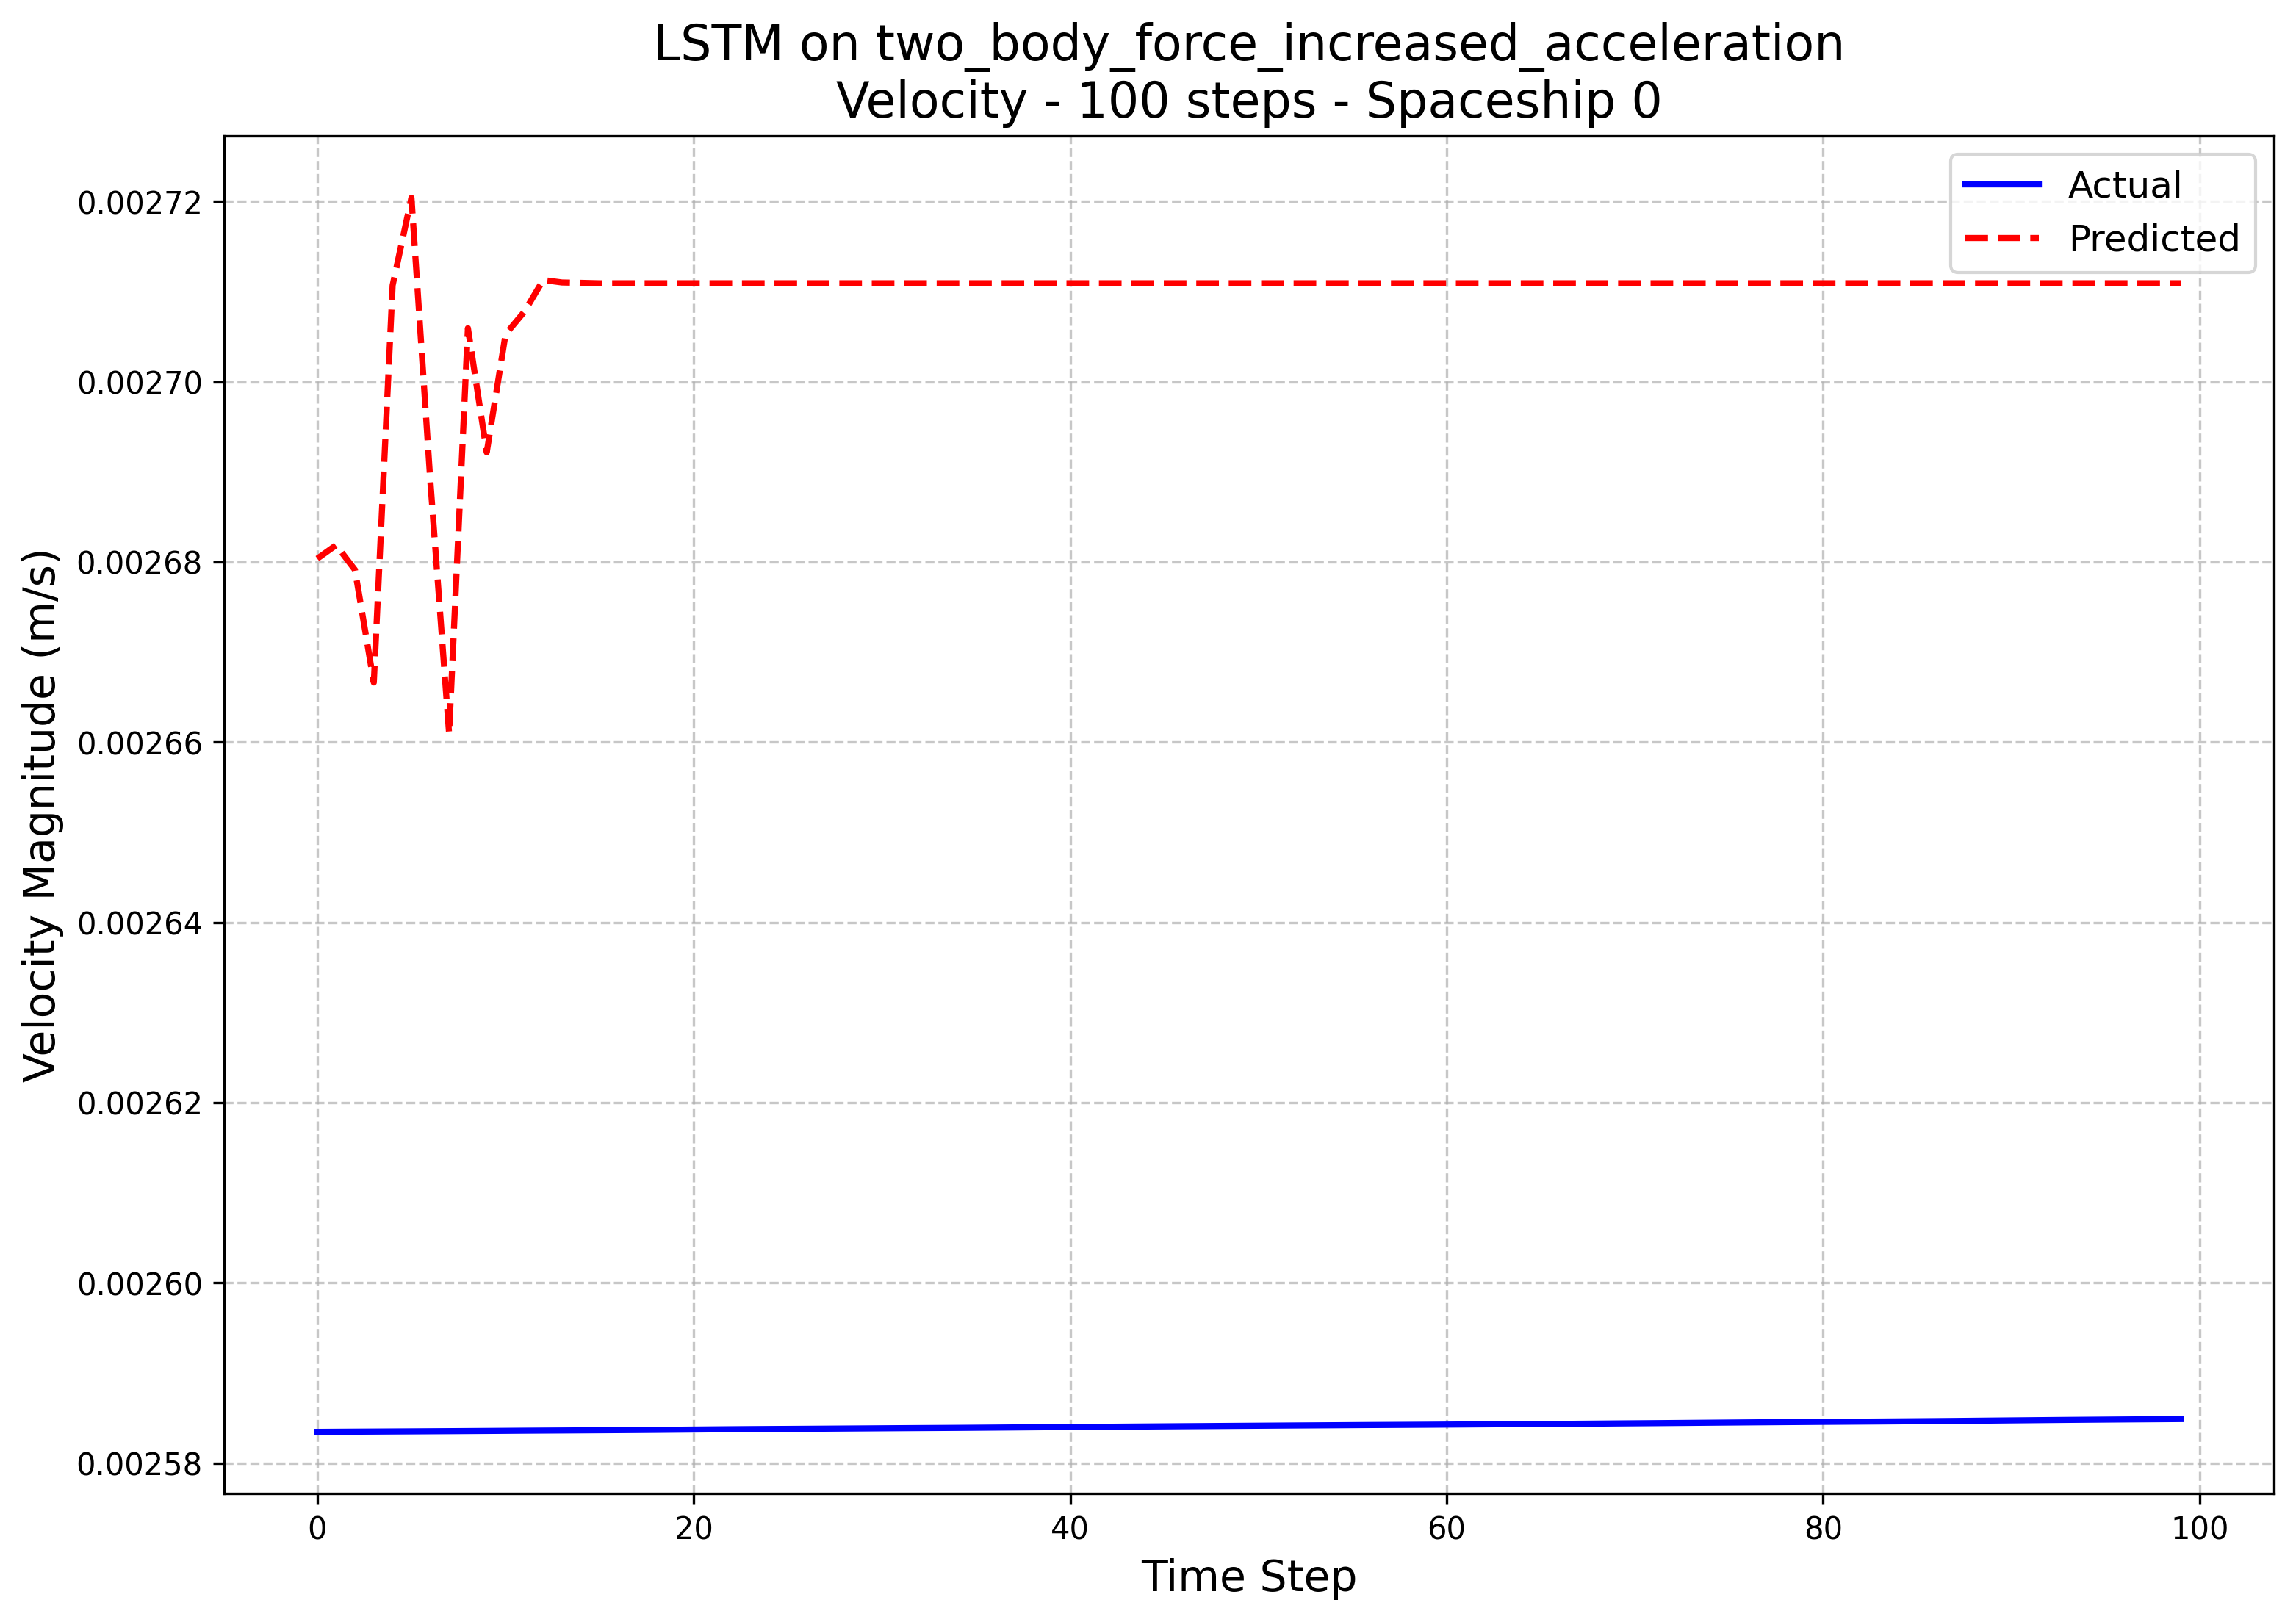 LSTM on two_body_force_increased_acceleration
Velocity - 100 steps - Spaceship 0
Actual
Predicted
Velocity Magnitude (m/s)
0.00272
0.00270
0.00268
0.00266
0.00264
0.00262
0.00260
0.00258
0
20
40
60
80
100
Time Step